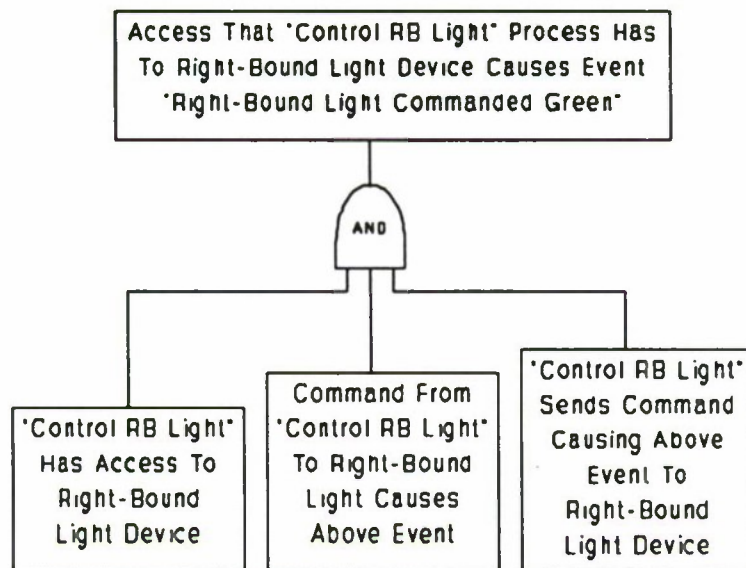 Access That "Control RB Light" Process Has
To Right-Bound Light Device Causes Event
"Right-Bound Light Commanded Green"
AND
"Control RB Light"
Has Access To
Right-Bound
Light Device
Command From
"Control RB Light"
To Right-Bound
Light Causes
Above Event
"Control RB Light"
Sends Command
Causing Above
Event To
Right-Bound
Light Device